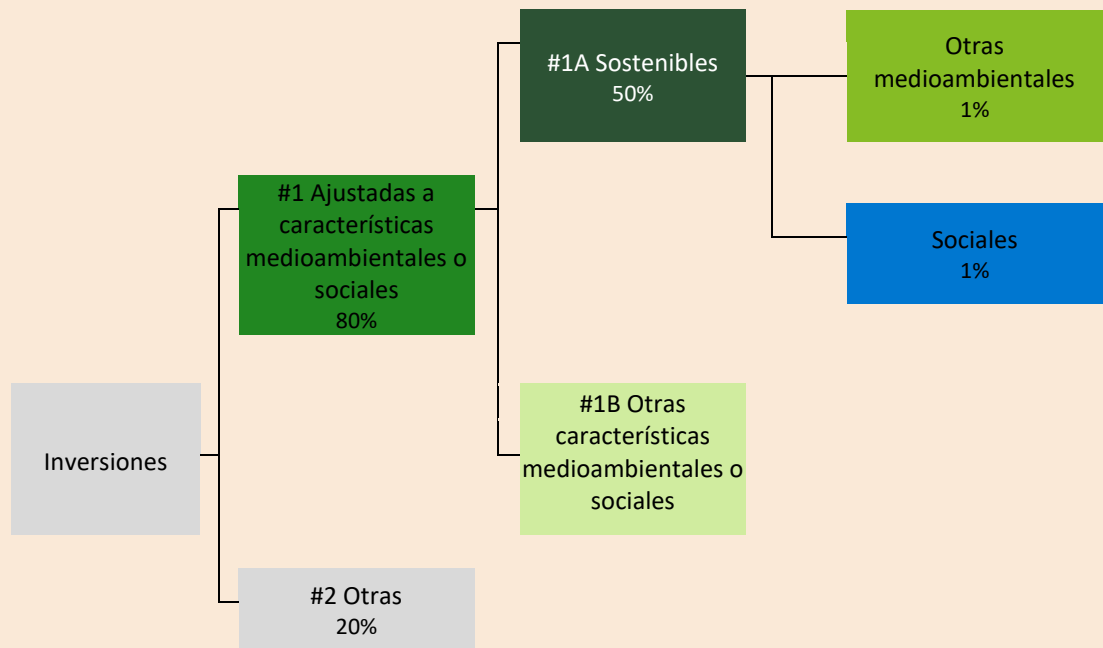 #1A Sostenibles
50%
Otras
medioambientales
1%
#1 Ajustadas a
características
medioambientales o
sociales
80%
Sociales
1%
Inversiones
#1B Otras
características
medioambientales o
sociales
#2 Otras
20%